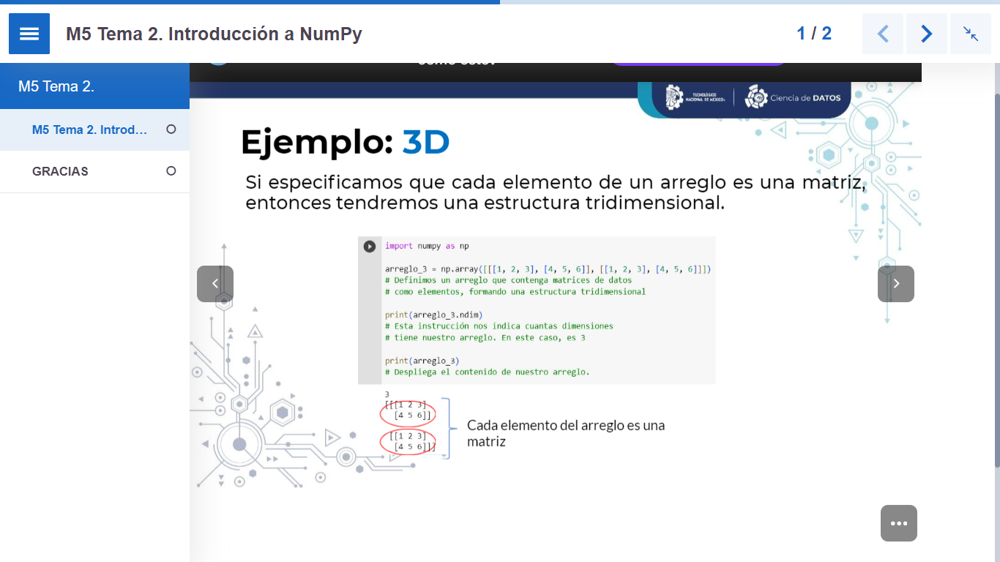 M5 Tema 2. Introducción a NumPy
1 / 2
M5 Tema 2.
M5 Tema 2. Introd...
GRACIAS
TECNOLÓGICO
NACIONAL DE MÉXICO
Ciencia de DATOS
Ejemplo: 3D
Si especificamos que cada elemento de un arreglo es una matriz,
entonces tendremos una estructura tridimensional.
import numpy as np
arreglo_3 = np.array([[[1, 2, 3], [4, 5, 6]], [[1, 2, 3], [4, 5, 6]]])
# Definimos un arreglo que contenga matrices de datos
# como elementos, formando una estructura tridimensional
print(arreglo_3.ndim)
# Esta instrucción nos indica cuantas dimensiones
# tiene nuestro arreglo. En este caso, es 3
print(arreglo_3)
# Despliega el contenido de nuestro arreglo.
3
[[[1 2 3]
[4 5 6]]
[[1 2 3]
[4 5 6]]]
Cada elemento del arreglo es una
matriz